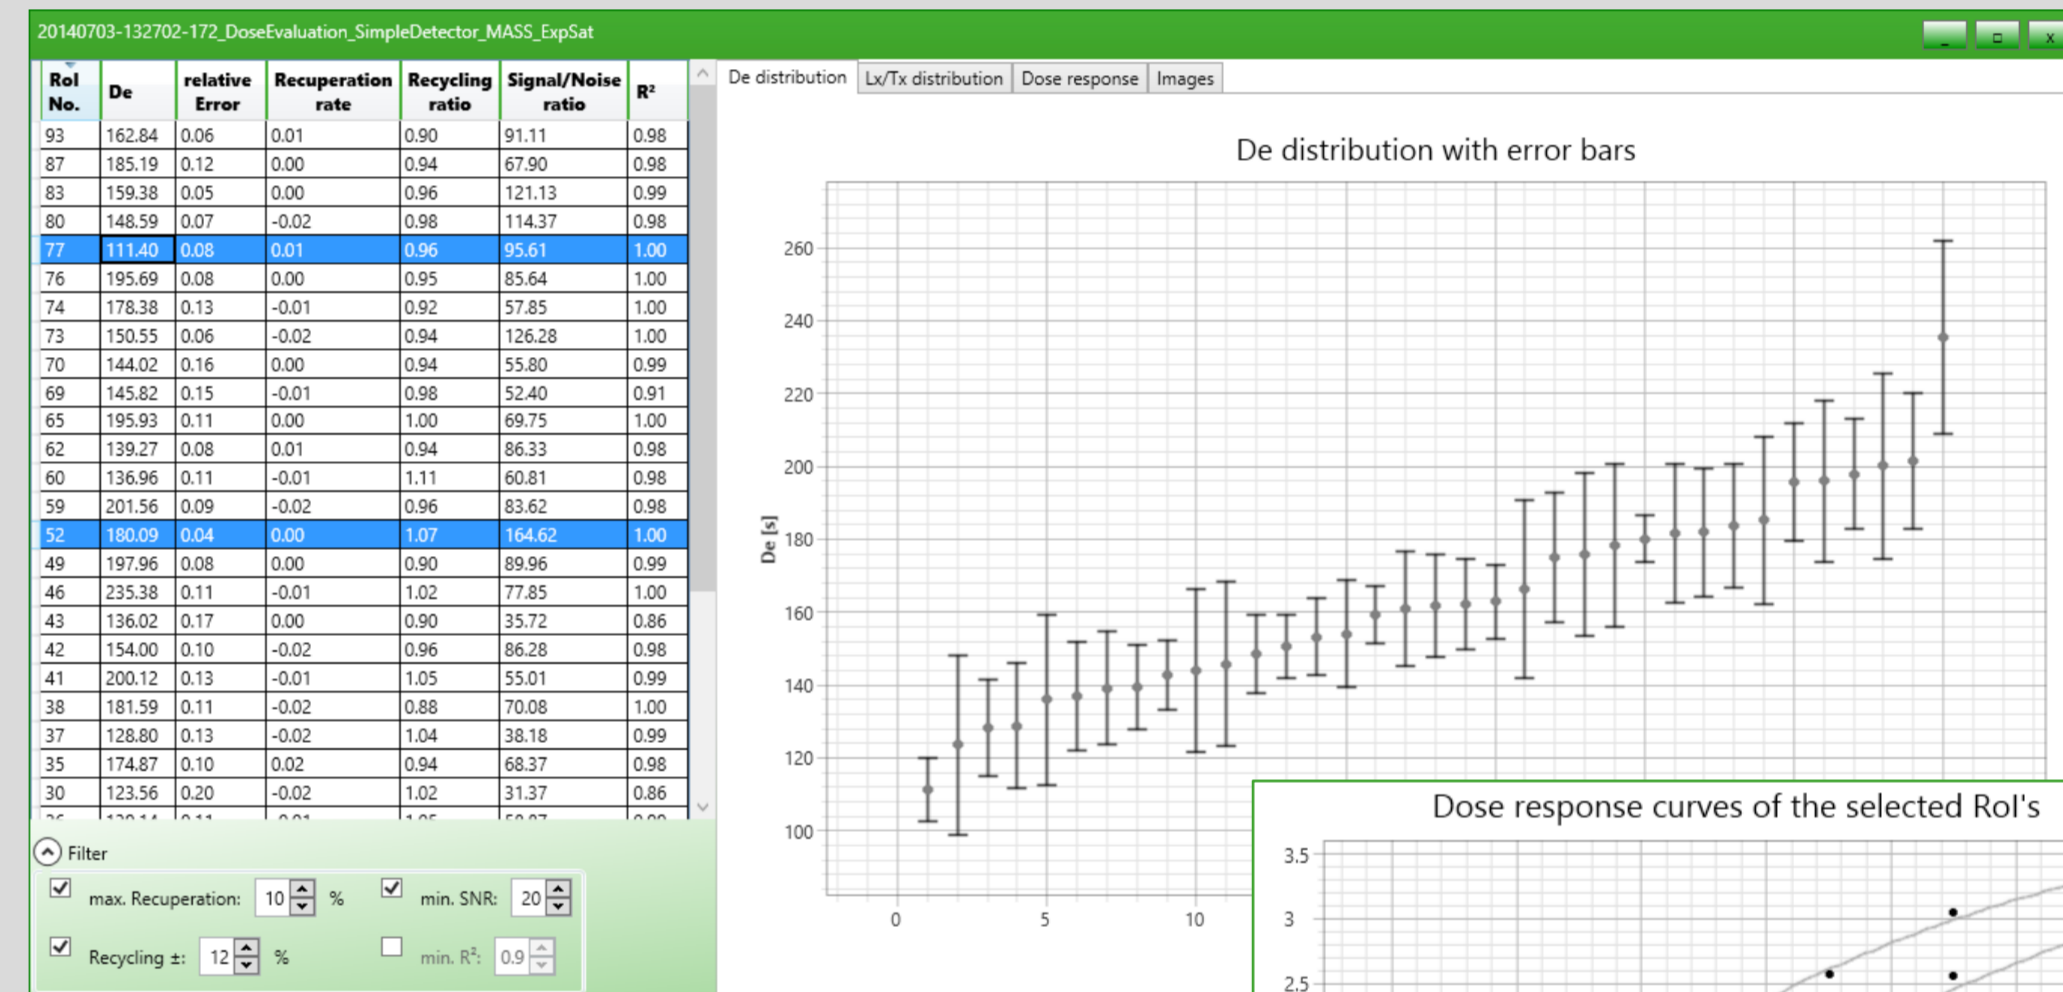 20140703-132702-172_DoseEvaluation_SimpleDetector_MASS_ExpSat
_ □ x
RoI No. De relative Error Recuperation rate Recycling ratio Signal/Noise ratio R²
93 162.84 0.06 0.01 0.90 91.11 0.98
87 185.19 0.12 0.00 0.94 67.90 0.98
83 159.38 0.05 0.00 0.96 121.13 0.99
80 148.59 0.07 -0.02 0.98 114.37 0.98
77 111.40 0.08 0.01 0.96 95.61 1.00
76 195.69 0.08 0.00 0.95 85.64 1.00
74 178.38 0.13 -0.01 0.92 57.85 1.00
73 150.55 0.06 -0.02 0.94 126.28 1.00
70 144.02 0.16 0.00 0.94 55.80 0.99
69 145.82 0.15 -0.01 0.98 52.40 0.91
65 195.93 0.11 0.00 1.00 69.75 1.00
62 139.27 0.08 0.01 0.94 86.33 0.98
60 136.96 0.11 -0.01 1.11 60.81 0.98
59 201.56 0.09 -0.02 0.96 83.62 0.98
52 180.09 0.04 0.00 1.07 164.62 1.00
49 197.96 0.08 0.00 0.90 89.96 0.99
46 235.38 0.11 -0.01 1.02 77.85 1.00
43 136.02 0.17 0.00 0.90 35.72 0.86
42 154.00 0.10 -0.02 0.96 86.28 0.98
41 200.12 0.13 -0.01 1.05 55.01 0.99
38 181.59 0.11 -0.02 0.88 70.08 1.00
37 128.80 0.13 -0.02 1.04 38.18 0.99
35 174.87 0.10 0.02 0.94 68.37 0.98
30 123.56 0.20 -0.02 1.02 31.37 0.86
Filter
max. Recuperation: 10 % min. SNR: 20
Recycling ±: 12 % min. R²: 0.9
De distribution Lx/Tx distribution Dose response Images
De distribution with error bars
De [s]
260
240
220
200
180
160
140
120
100
0 5 10
Dose response curves of the selected RoI's
3.5
3
2.5